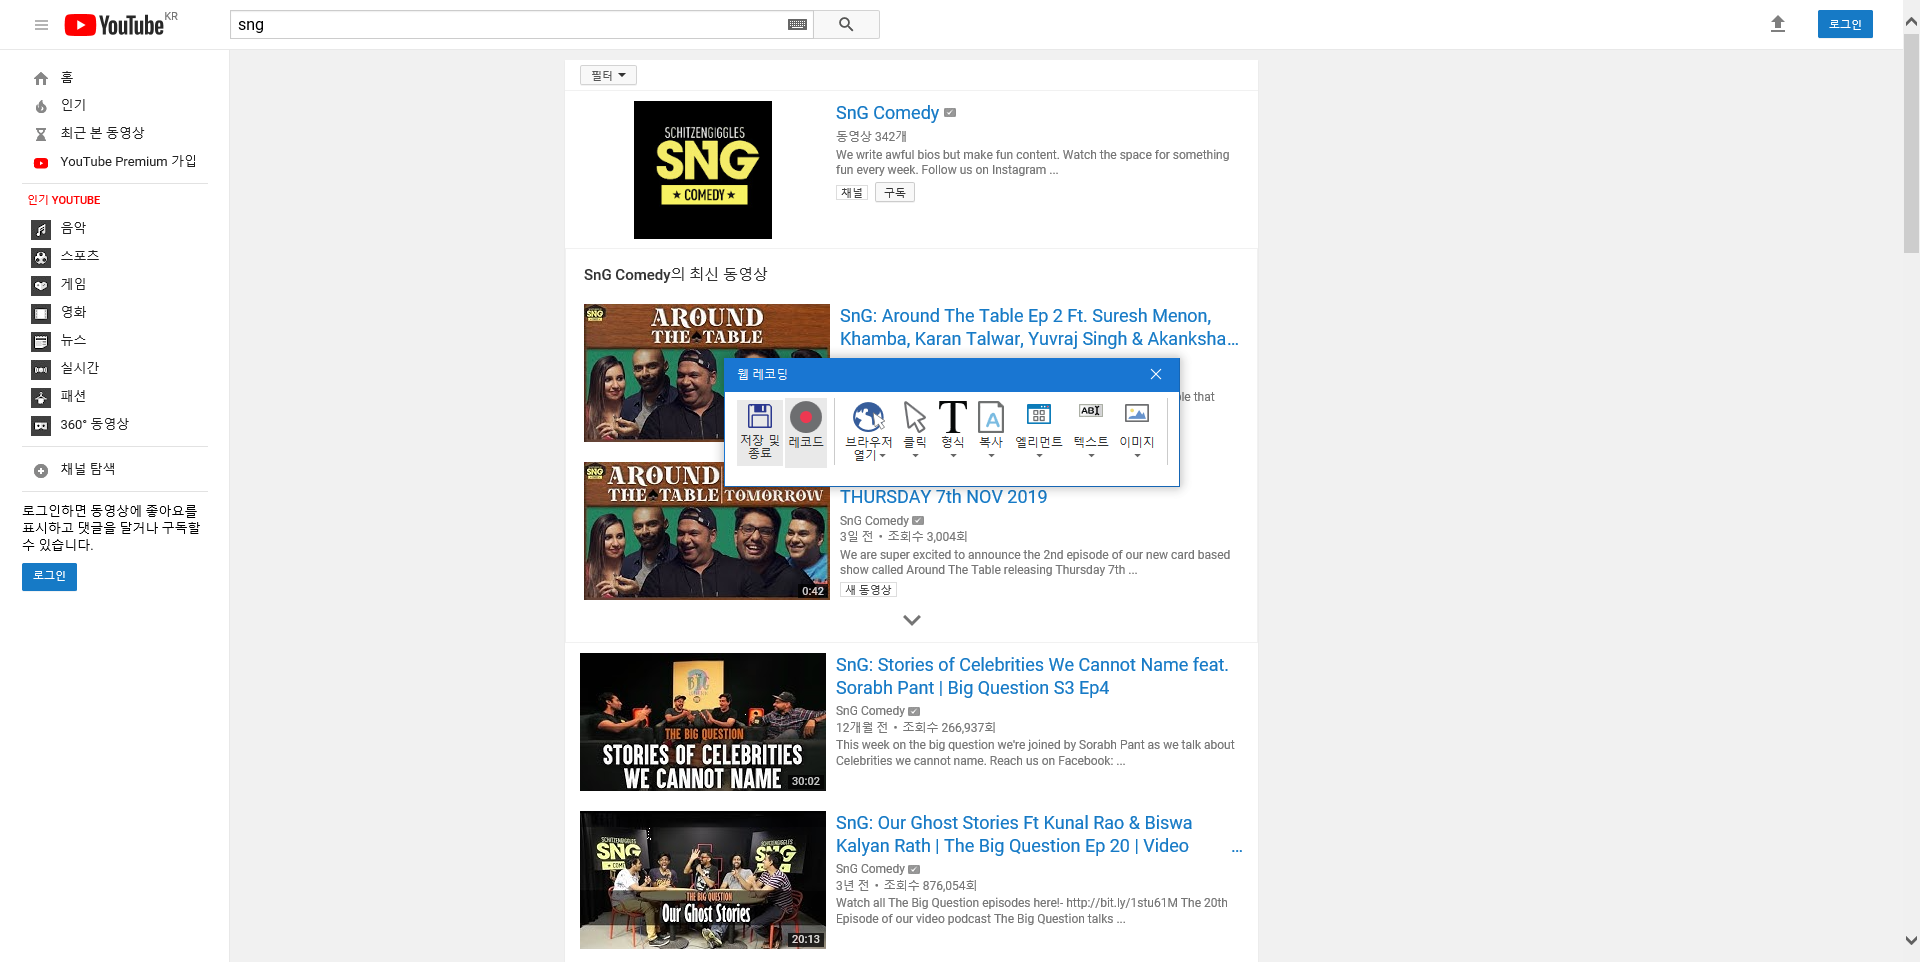 YouTube KR
sng
로그인
홈
인기
최근 본 동영상
YouTube Premium 가입
인기 YOUTUBE
음악
스포츠
게임
영화
뉴스
실시간
패션
360° 동영상
채널 탐색
로그인하면 동영상에 좋아요를
표시하고 댓글을 달거나 구독할
수 있습니다.
로그인
필터
SCHITZENGIGGLES
SNG
★ COMEDY ★
SnG Comedy
동영상 342개
We write awful bios but make fun content. Watch the space for something
fun every week. Follow us on Instagram ...
채널 구독
SnG Comedy의 최신 동영상
SNG
AROUND
THE TABLE
SnG: Around The Table Ep 2 Ft. Suresh Menon,
Khamba, Karan Talwar, Yuvraj Singh & Akanksha...
ble that
웹 레코딩
저장 및
종료
레코드
브라우저
열기
클릭
형식
복사
엘리먼트
ABI
텍스트
이미지
SNG
AROUND
THE TABLE TOMORROW
0:42
THURSDAY 7th NOV 2019
SnG Comedy
3일 전 • 조회수 3,004회
We are super excited to announce the 2nd episode of our new card based
show called Around The Table releasing Thursday 7th ...
새 동영상
BIG
THE BIG QUESTION
STORIES OF CELEBRITIES
WE CANNOT NAME
30:02
SnG: Stories of Celebrities We Cannot Name feat.
Sorabh Pant | Big Question S3 Ep4
SnG Comedy
12개월 전 • 조회수 266,937회
This week on the big question we're joined by Sorabh Pant as we talk about
Celebrities we cannot name. Reach us on Facebook: ...
SCHITZENGIGGLES
SNG
THE BIG QUESTION
Our Ghost Stories
20:13
SnG: Our Ghost Stories Ft Kunal Rao & Biswa
Kalyan Rath | The Big Question Ep 20 | Video ...
SnG Comedy
3년 전 • 조회수 876,054회
Watch all The Big Question episodes here!- http://bit.ly/1stu61M The 20th
Episode of our video podcast The Big Question talks ...